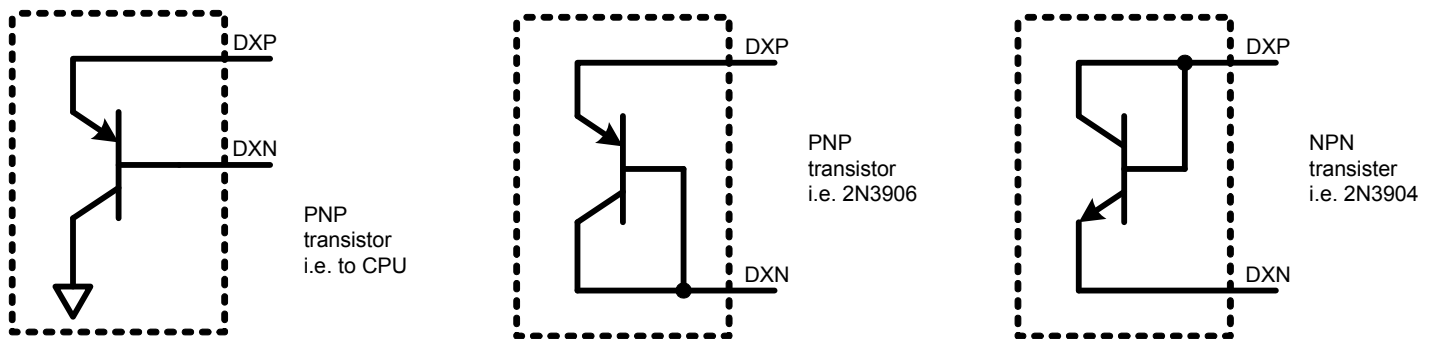 DXP
DXN
PNP
transistor
i.e. to CPU
DXP
DXN
PNP
transistor
i.e. 2N3906
DXP
DXN
NPN
transister
i.e. 2N3904